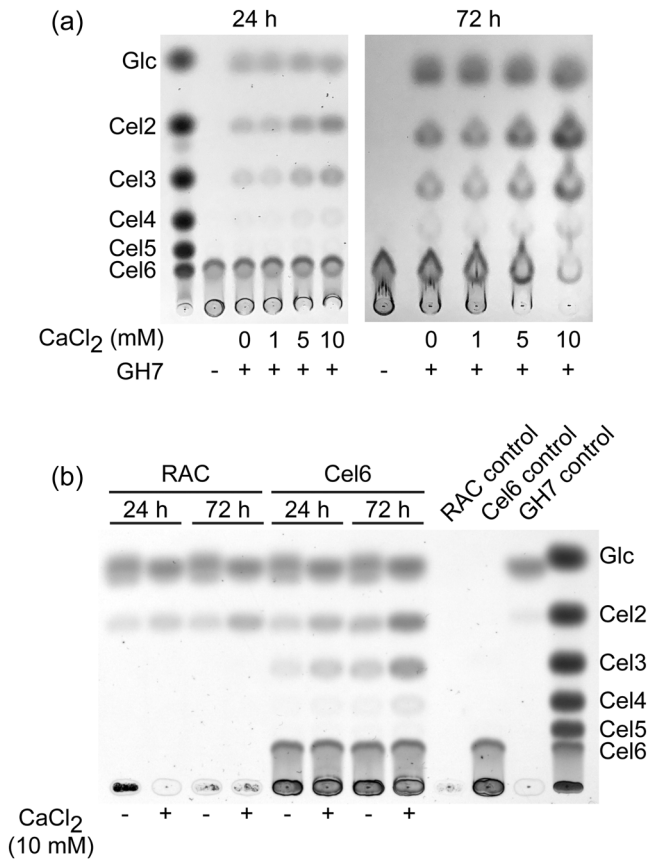 (a)
24 h 72 h
Glc
Cel2
Cel3
Cel4
Cel5
Cel6
CaCl2 (mM) 0 1 5 10 0 1 5 10
GH7 - + + + + - + + + +
(b)
RAC Cel6
24 h 72 h 24 h 72 h
RAC control
Cel6 control
GH7 control
Glc
Cel2
Cel3
Cel4
Cel5
Cel6
CaCl2 - + - + - + - +
(10 mM)